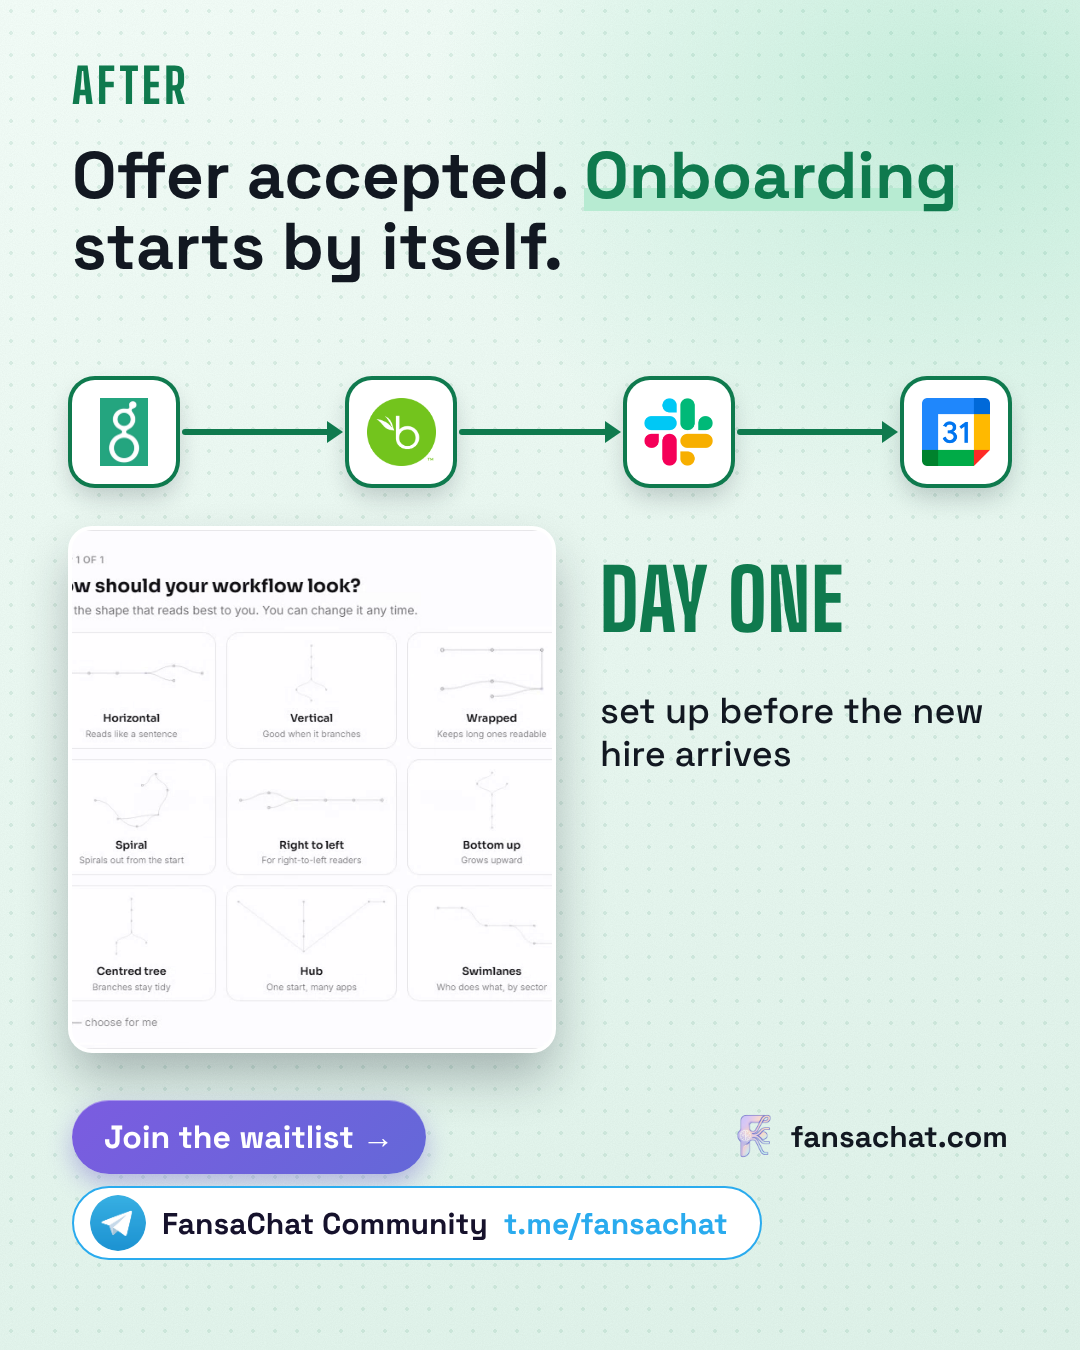 AFTER
Offer accepted. Onboarding
starts by itself.
31
1 OF 1
ow should your workflow look?
the shape that reads best to you. You can change it any time.
Horizontal
Reads like a sentence
Vertical
Good when it branches
Wrapped
Keeps long ones readable
Spiral
Spirals out from the start
Right to left
For right-to-left readers
Bottom up
Grows upward
Centred tree
Branches stay tidy
Hub
One start, many apps
Swimlanes
Who does what, by sector
— choose for me
DAY ONE
set up before the new
hire arrives
Join the waitlist →
fansachat.com
FansaChat Community t.me/fansachat